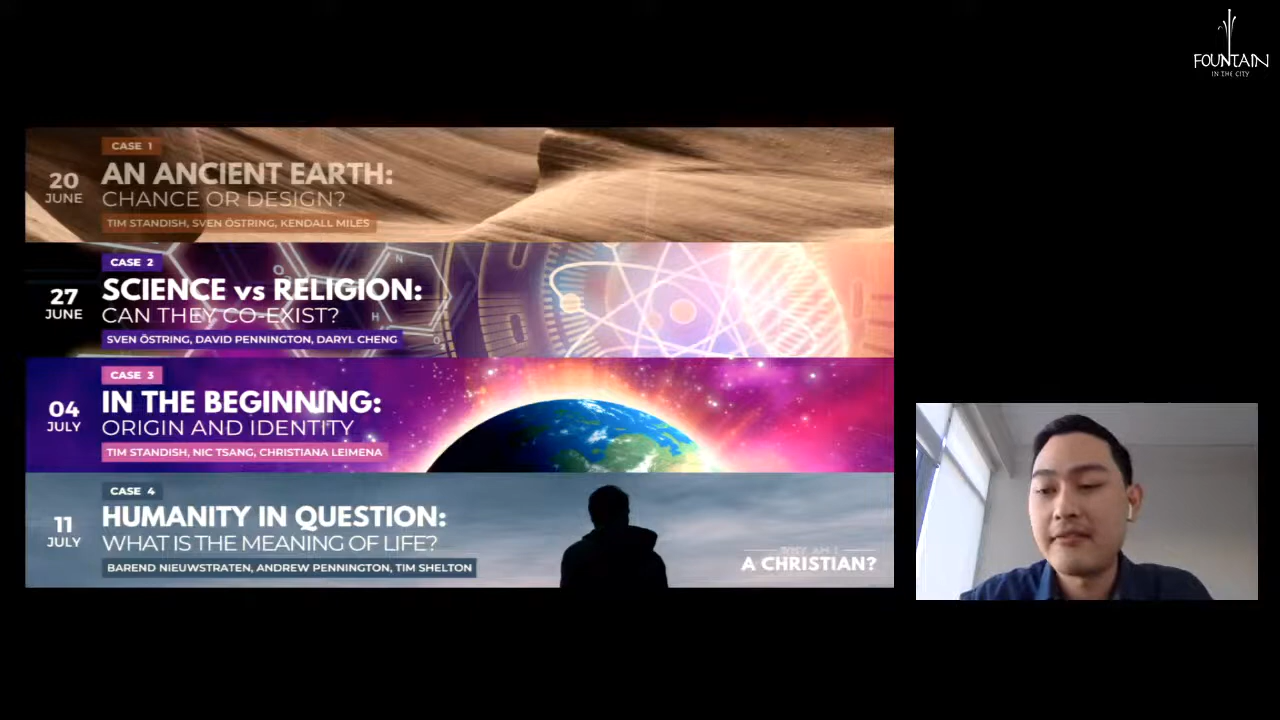 FOUNTAIN
IN THE CITY
CASE 1
20
JUNE
AN ANCIENT EARTH:
CHANCE OR DESIGN?
TIM STANDISH, SVEN ÖSTRING, KENDALL MILES
CASE 2
27
JUNE
SCIENCE vs RELIGION:
CAN THEY CO-EXIST?
SVEN ÖSTRING, DAVID PENNINGTON, DARYL CHENG
O
N
H
CASE 3
04
JULY
IN THE BEGINNING:
ORIGIN AND IDENTITY
TIM STANDISH, NIC TSANG, CHRISTIANA LEIMENA
CASE 4
11
JULY
HUMANITY IN QUESTION:
WHAT IS THE MEANING OF LIFE?
BAREND NIEUWSTRATEN, ANDREW PENNINGTON, TIM SHELTON
A CHRISTIAN?